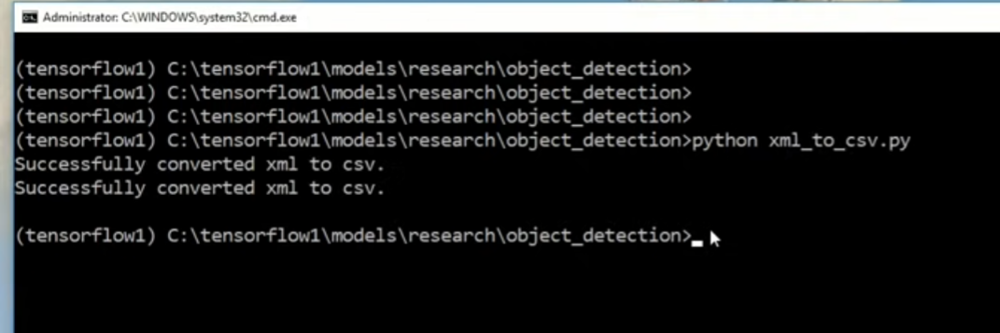 Administrator: C:\WINDOWS\system32\cmd.exe
(tensorflow1) C:\tensorflow1\models\research\object_detection>
(tensorflow1) C:\tensorflow1\models\research\object_detection>
(tensorflow1) C:\tensorflow1\models\research\object_detection>
(tensorflow1) C:\tensorflow1\models\research\object_detection>python xml_to_csv.py
Successfully converted xml to csv.
Successfully converted xml to csv.
(tensorflow1) C:\tensorflow1\models\research\object_detection>